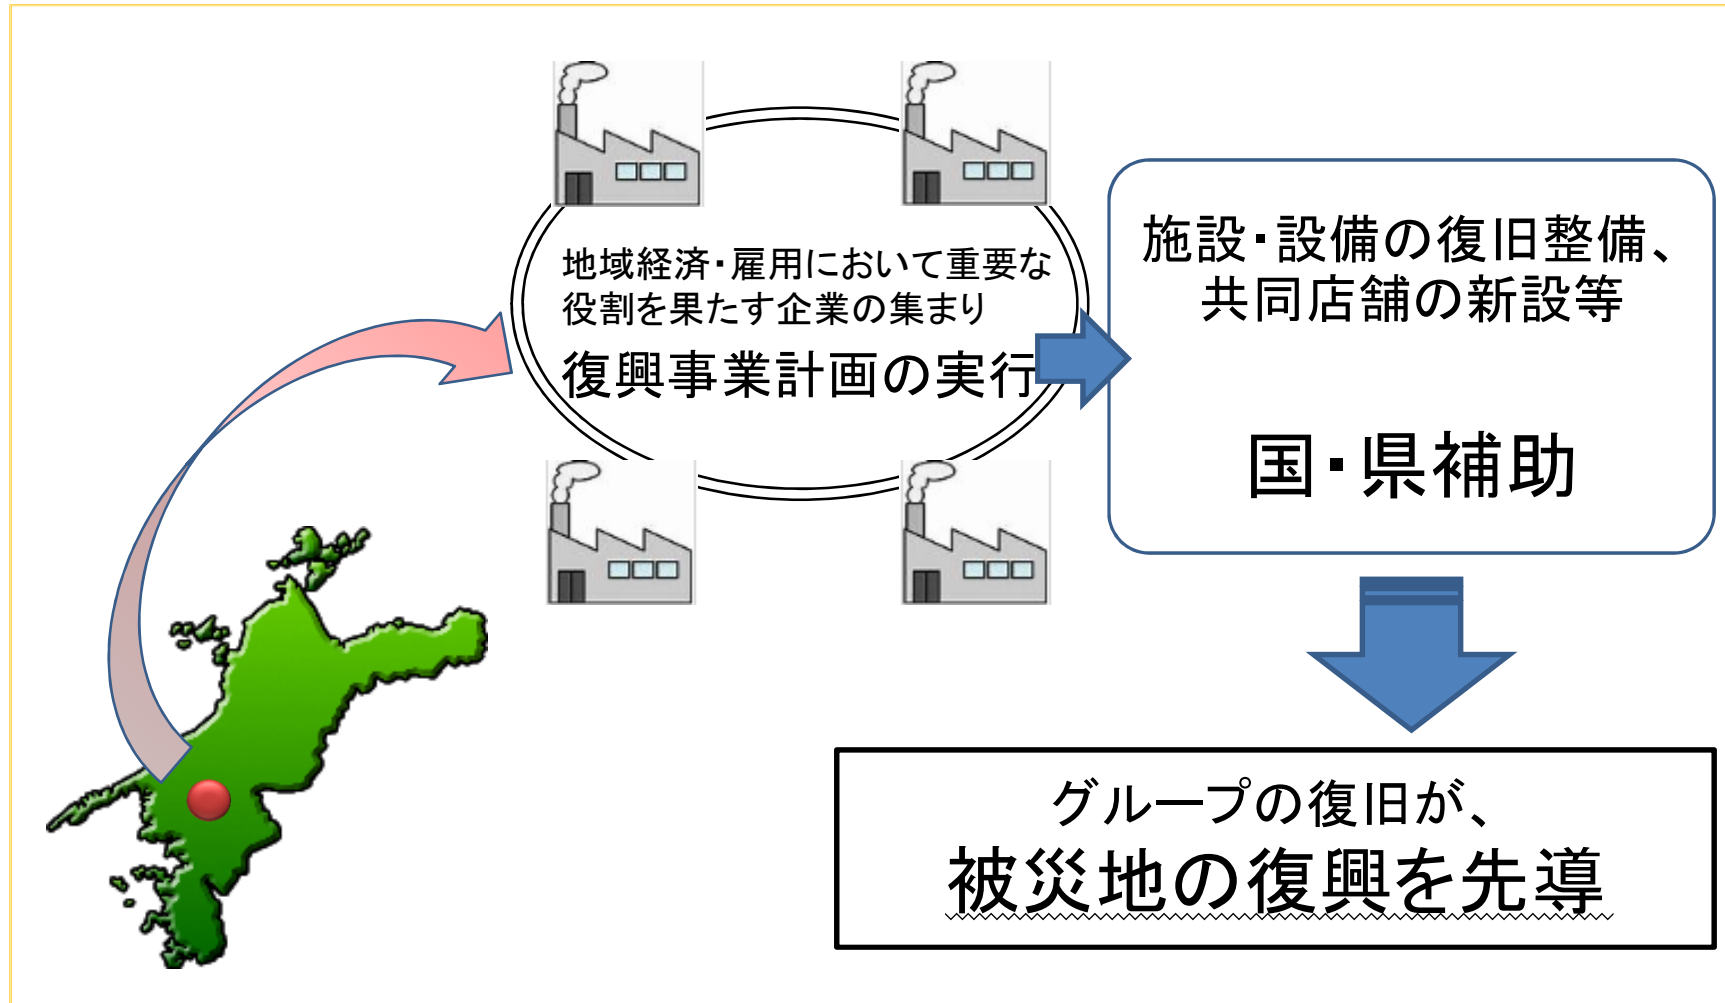 地域経済・雇用において重要な
役割を果たす企業の集まり
復興事業計画の実行
施設・設備の復旧整備、
共同店舗の新設等
国・県補助
グループの復旧が、
被災地の復興を先導